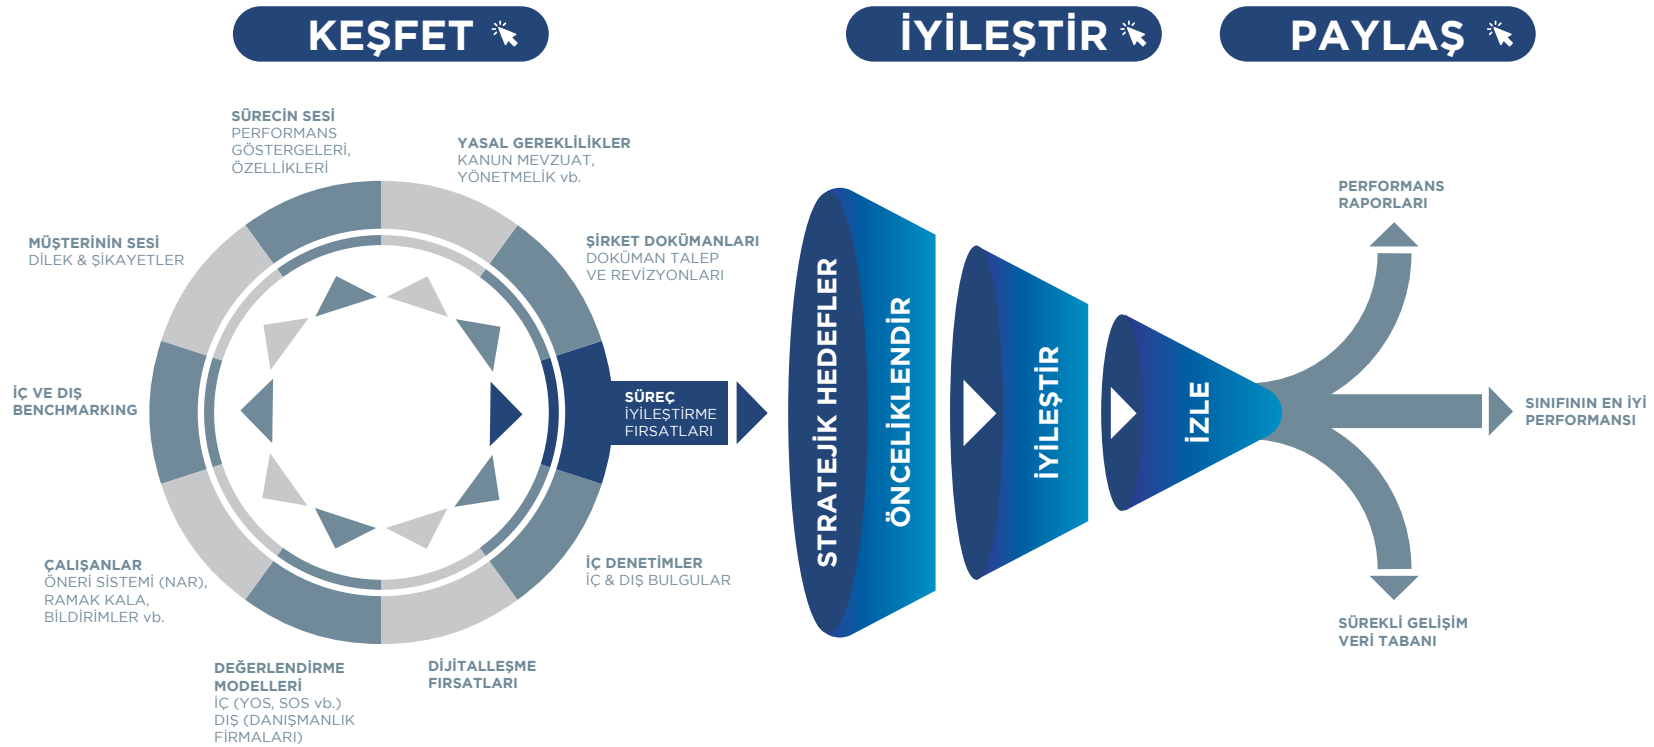 KEŞFET
İYİLEŞTİR
PAYLAŞ
SÜRECİN SESİ
PERFORMANS
GÖSTERGELERİ,
ÖZELLİKLERİ
YASAL GEREKLİLİKLER
KANUN MEVZUAT,
YÖNETMELİK vb.
MÜŞTERİNİN SESİ
DİLEK & ŞİKAYETLER
ŞİRKET DOKÜMANLARI
DOKÜMAN TALEP
VE REVİZYONLARI
İÇ VE DIŞ
BENCHMARKING
SÜREÇ
İYİLEŞTİRME
FIRSATLARI
ÇALIŞANLAR
ÖNERİ SİSTEMİ (NAR),
RAMAK KALA,
BİLDİRİMLER vb.
İÇ DENETİMLER
İÇ & DIŞ BULGULAR
DEĞERLENDİRME
MODELLERİ
İÇ (YOS, SOS vb.)
DIŞ (DANIŞMANLIK
FİRMALARI)
DİJİTALLEŞME
FIRSATLARI
STRATEJİK HEDEFLER
ÖNCELİKLENDİR
İYİLEŞTİR
İZLE
PERFORMANS
RAPORLARI
SINIFININ EN İYİ
PERFORMANSI
SÜREKLİ GELİŞİM
VERİ TABANI